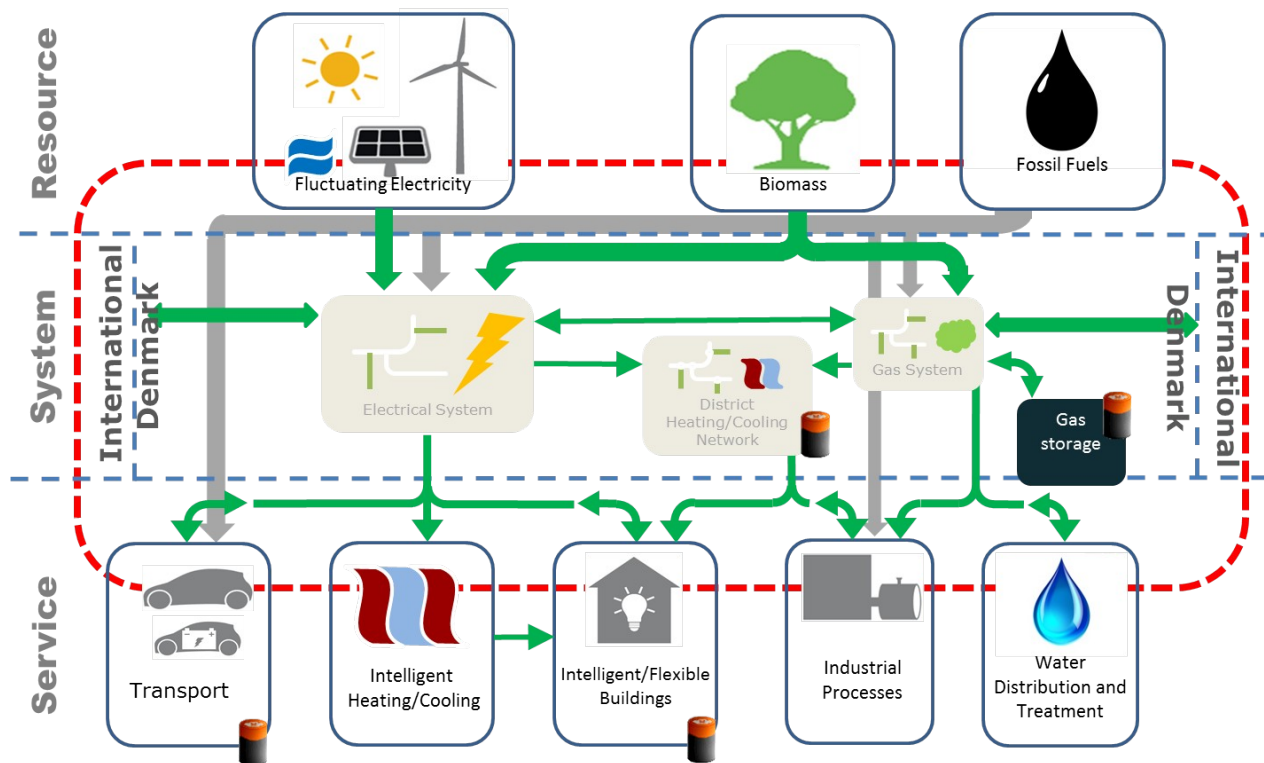 Resource
Fluctuating Electricity
Biomass
Fossil Fuels
System
International
Denmark
Electrical System
District
Heating/Cooling
Network
Gas System
Gas
storage
Denmark
International
Service
Transport
Intelligent
Heating/Cooling
Intelligent/Flexible
Buildings
Industrial
Processes
Water
Distribution and
Treatment